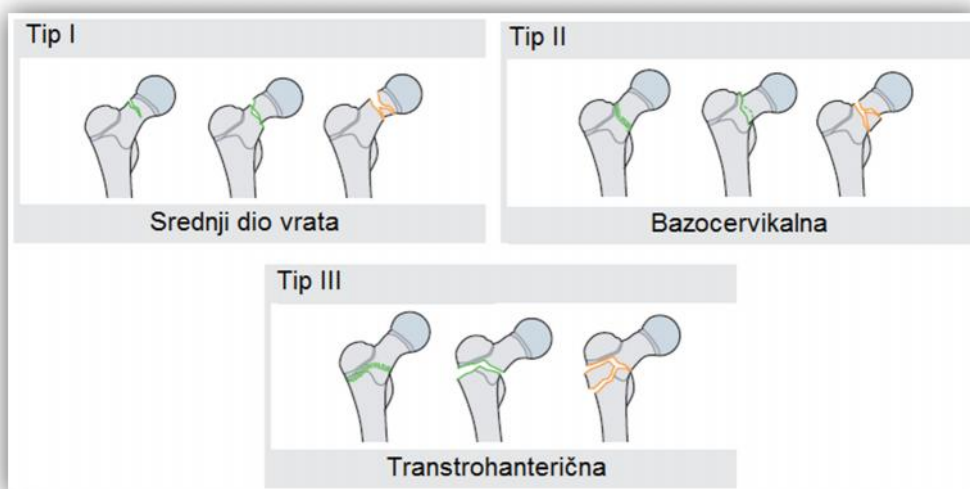 Tip I
Srednji dio vrata
Tip II
Bazocervikalna
Tip III
Transtrohanterična